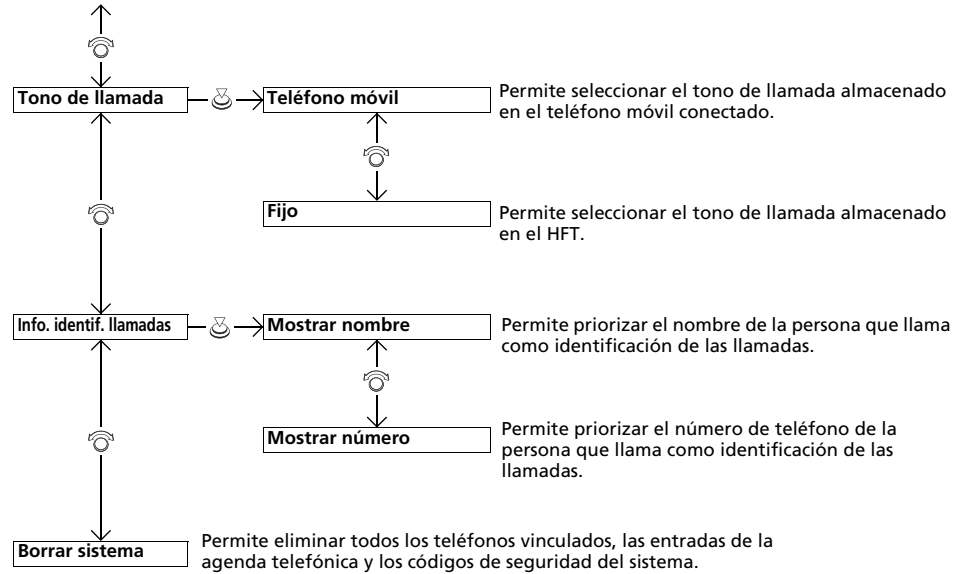 Tono de llamada
Teléfono móvil
Permite seleccionar el tono de llamada almacenado
en el teléfono móvil conectado.
Fijo
Permite seleccionar el tono de llamada almacenado
en el HFT.
Info. identif. llamadas
Mostrar nombre
Permite priorizar el nombre de la persona que llama
como identificación de las llamadas.
Mostrar número
Permite priorizar el número de teléfono de la
persona que llama como identificación de las
llamadas.
Borrar sistema
Permite eliminar todos los teléfonos vinculados, las entradas de la
agenda telefónica y los códigos de seguridad del sistema.